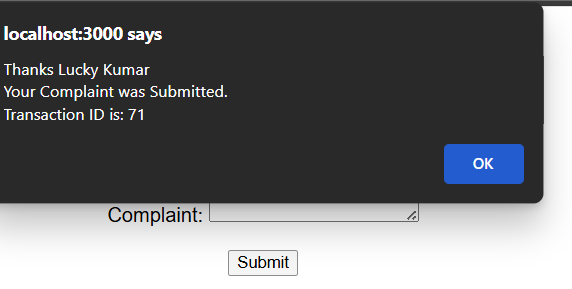 localhost:3000 says
Thanks Lucky Kumar
Your Complaint was Submitted.
Transaction ID is: 71
OK
Complaint:
Submit